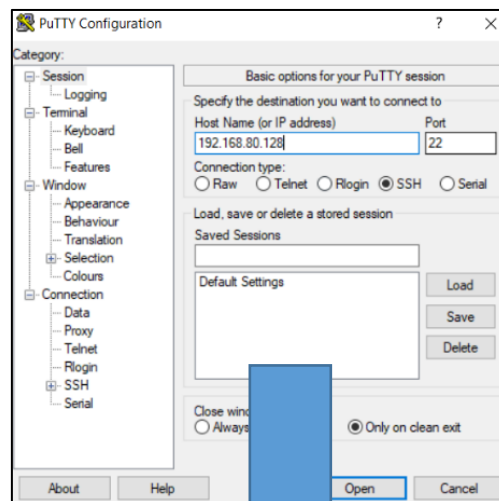 PuTTY Configuration ? ×
Category:
Session
Logging
Terminal
Keyboard
Bell
Features
Window
Appearance
Behaviour
Translation
Selection
Colours
Connection
Data
Proxy
Telnet
Rlogin
SSH
Serial
Basic options for your PuTTY session
Specify the destination you want to connect to
Host Name (or IP address) Port
192.168.80.128 22
Connection type:
Raw Telnet Rlogin SSH Serial
Load, save or delete a stored session
Saved Sessions
Default Settings
Load
Save
Delete
Close
Always Only on clean exit
About Help Open Cancel